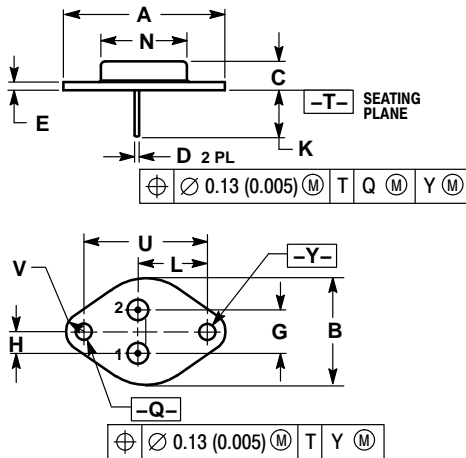 A
N
C
E
–T– SEATING PLANE
K
D 2 PL
⌖ ∅ 0.13 (0.005) Ⓜ T Q Ⓜ Y Ⓜ
U
L
V
–Y–
2
H
G
B
1
–Q–
⌖ ∅ 0.13 (0.005) Ⓜ T Y Ⓜ